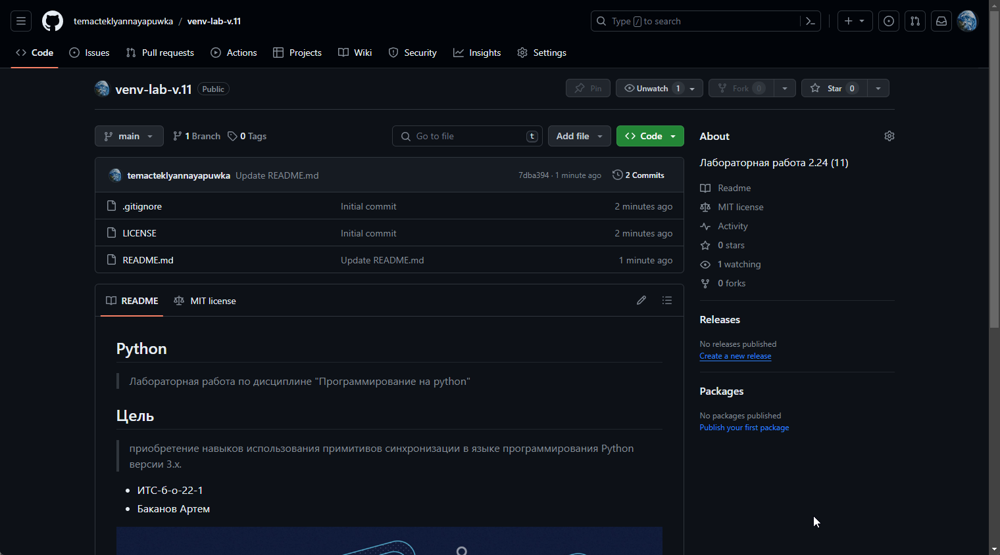 temacteklyannayapuwka / venv-lab-v.11
Type / to search
Code Issues Pull requests Actions Projects Wiki Security Insights Settings
venv-lab-v.11 Public
Pin Unwatch 1 Fork 0 Star 0
main 1 Branch 0 Tags Go to file t Add file Code
temacteklyannayapuwka Update README.md 7dba394 · 1 minute ago 2 Commits
.gitignore Initial commit 2 minutes ago
LICENSE Initial commit 2 minutes ago
README.md Update README.md 1 minute ago
README MIT license
Python
Лабораторная работа по дисциплине "Программирование на python"
Цель
приобретение навыков использования примитивов синхронизации в языке программирования Python
версии 3.x.
ИТС-б-о-22-1
Баканов Артем
About
Лабораторная работа 2.24 (11)
Readme
MIT license
Activity
0 stars
1 watching
0 forks
Releases
No releases published
Create a new release
Packages
No packages published
Publish your first package